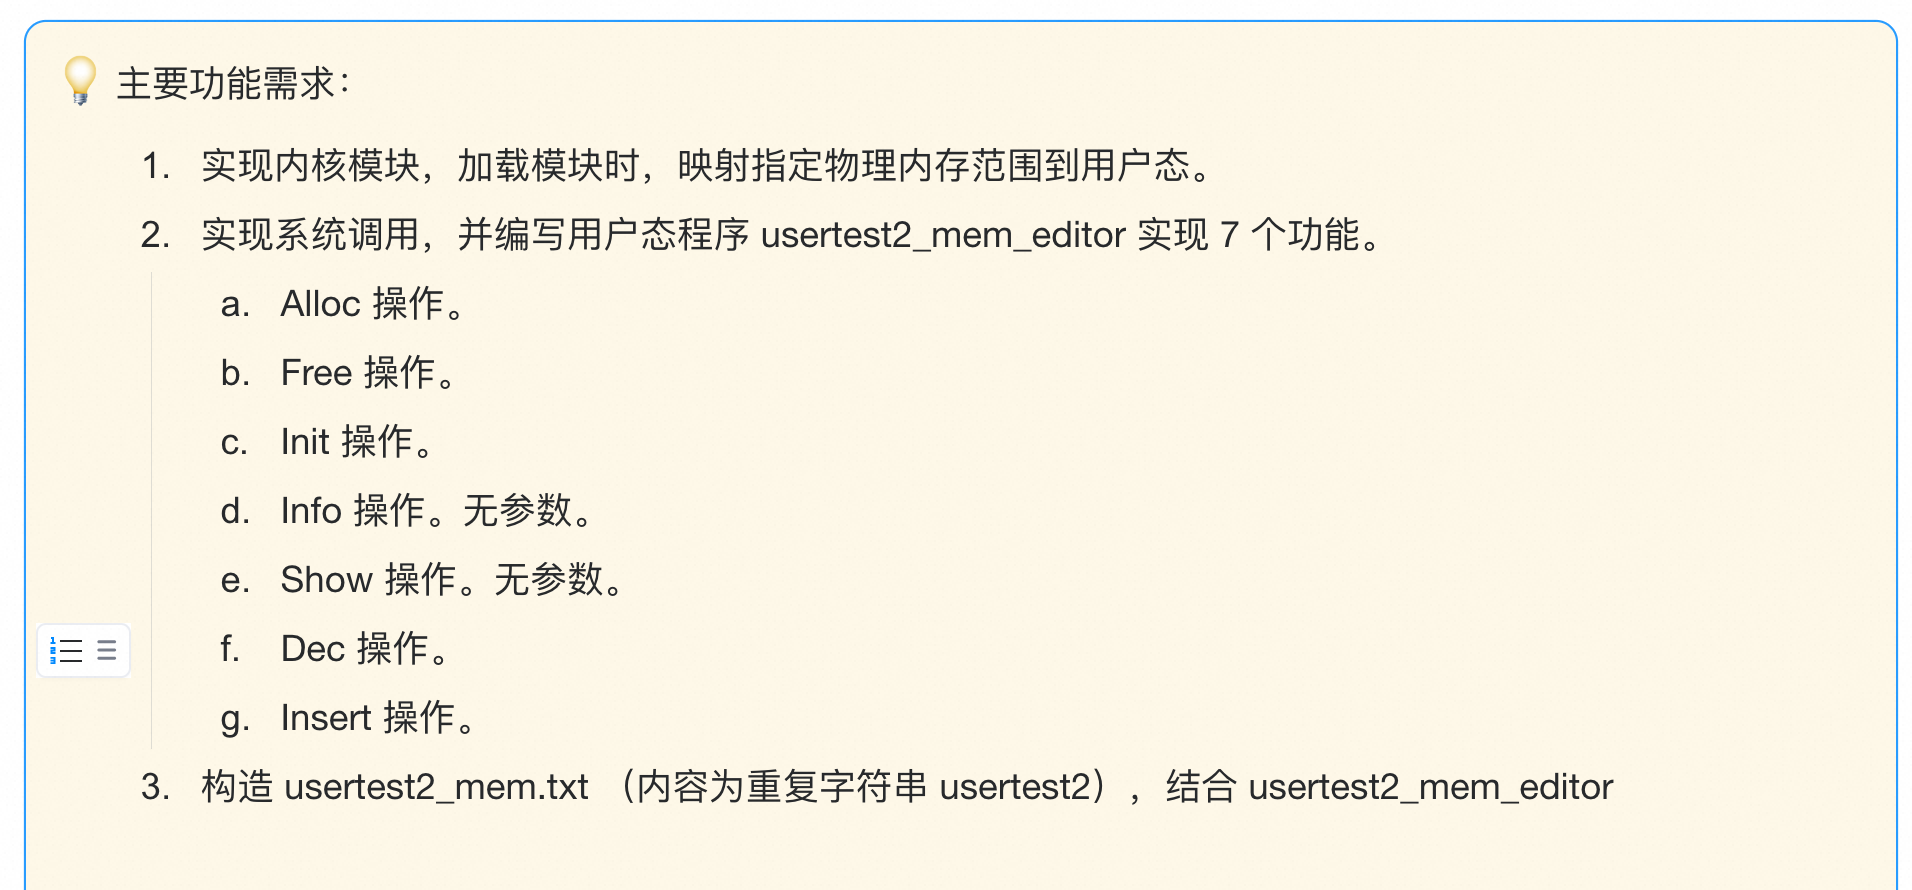 主要功能需求：
1. 实现内核模块，加载模块时，映射指定物理内存范围到用户态。
2. 实现系统调用，并编写用户态程序 usertest2_mem_editor 实现 7 个功能。
a. Alloc 操作。
b. Free 操作。
c. Init 操作。
d. Info 操作。无参数。
e. Show 操作。无参数。
f. Dec 操作。
g. Insert 操作。
3. 构造 usertest2_mem.txt （内容为重复字符串 usertest2），结合 usertest2_mem_editor